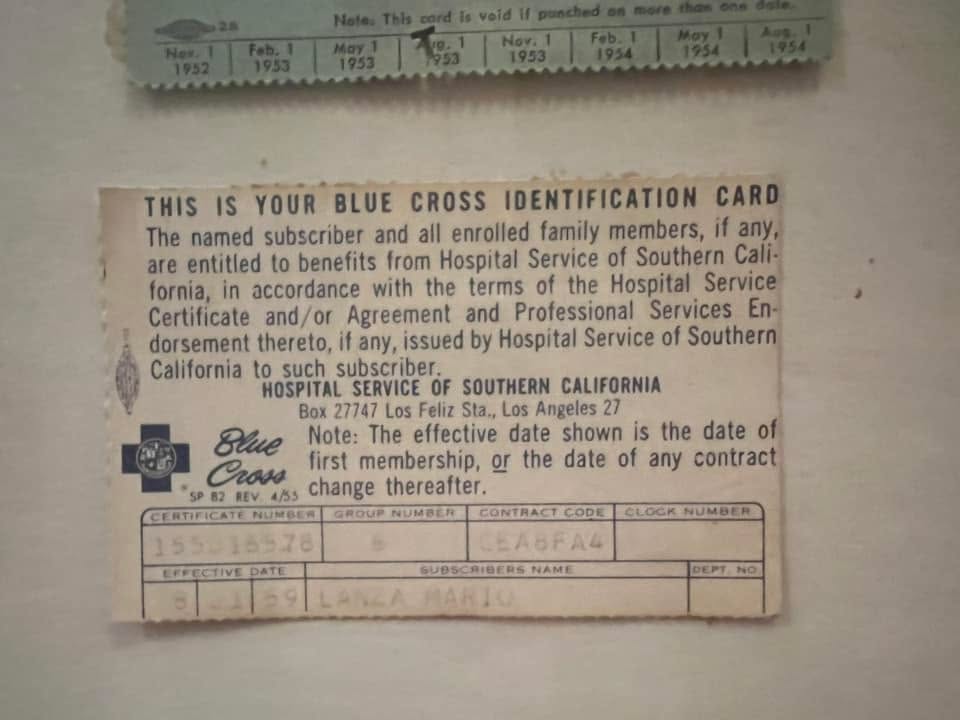 28
Note: This card is void if punched on more than one date.
Nov. 1 Feb. 1 May 1 Aug. 1 Nov. 1 Feb. 1 May 1 Aug. 1
1952 1953 1953 1953 1953 1954 1954 1954
THIS IS YOUR BLUE CROSS IDENTIFICATION CARD
The named subscriber and all enrolled family members, if any,
are entitled to benefits from Hospital Service of Southern Cali-
fornia, in accordance with the terms of the Hospital Service
Certificate and/or Agreement and Professional Services En-
dorsement thereto, if any, issued by Hospital Service of Southern
California to such subscriber.
HOSPITAL SERVICE OF SOUTHERN CALIFORNIA
Box 27747 Los Feliz Sta., Los Angeles 27
Note: The effective date shown is the date of
first membership, or the date of any contract
change thereafter.
Blue
Cross
SP 82 REV. 4/55
CERTIFICATE NUMBER GROUP NUMBER CONTRACT CODE CLOCK NUMBER
EFFECTIVE DATE SUBSCRIBERS NAME DEPT. NO.
59 LANZA MARIO